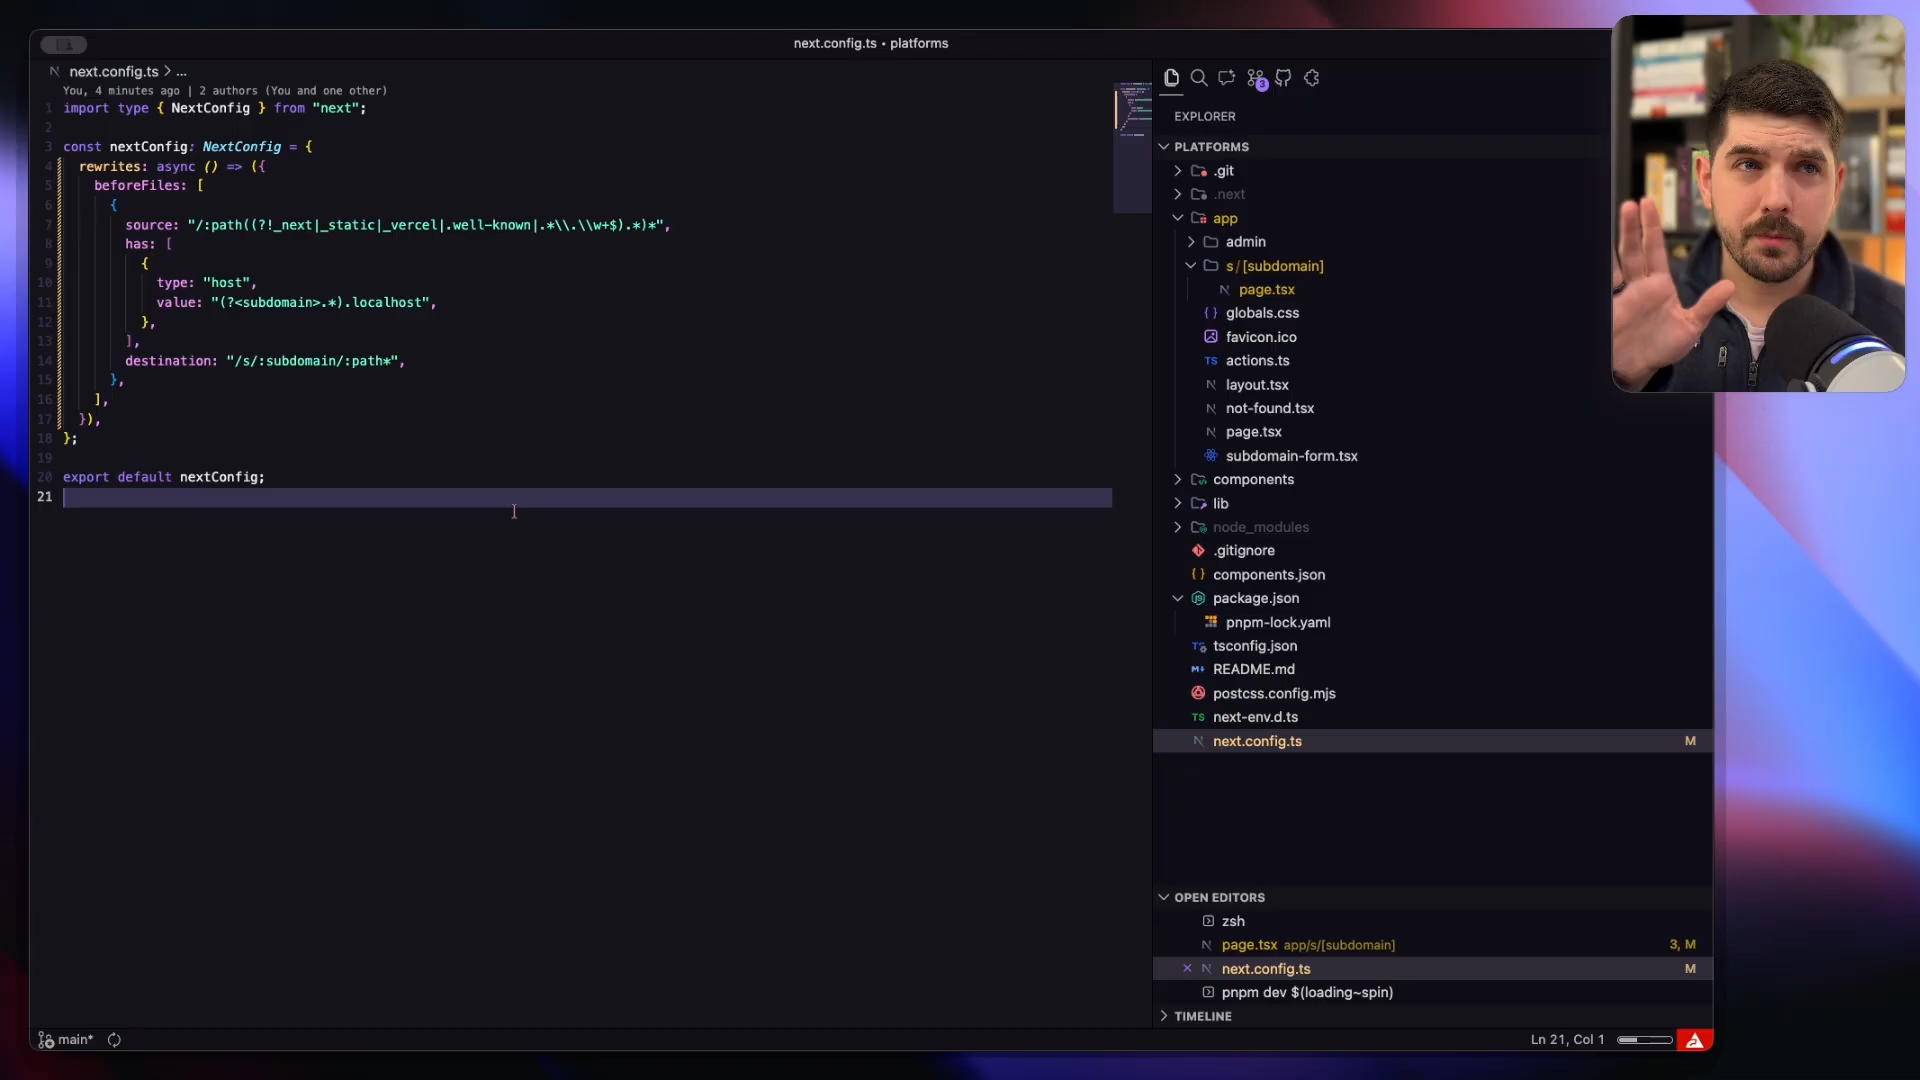 next.config.ts • platforms
next.config.ts > ...
You, 4 minutes ago | 2 authors (You and one other)
1 import type { NextConfig } from "next";
2
3 const nextConfig: NextConfig = {
4 rewrites: async () => ({
5 beforeFiles: [
6 {
7 source: "/:path((?!_next|_static|_vercel|.well-known|.*\\.\\w+$).*)*",
8 has: [
9 {
10 type: "host",
11 value: "(?<subdomain>.*).localhost",
12 },
13 ],
14 destination: "/s/:subdomain/:path*",
15 },
16 ],
17 }),
18 };
19
20 export default nextConfig;
21
3
EXPLORER
PLATFORMS
.git
.next
app
admin
s / [subdomain]
page.tsx
globals.css
favicon.ico
TS actions.ts
layout.tsx
not-found.tsx
page.tsx
subdomain-form.tsx
components
lib
node_modules
.gitignore
components.json
package.json
pnpm-lock.yaml
tsconfig.json
README.md
postcss.config.mjs
TS next-env.d.ts
next.config.ts M
OPEN EDITORS
zsh
page.tsx app/s/[subdomain] 3, M
next.config.ts M
pnpm dev $(loading~spin)
TIMELINE
main*
Ln 21, Col 1